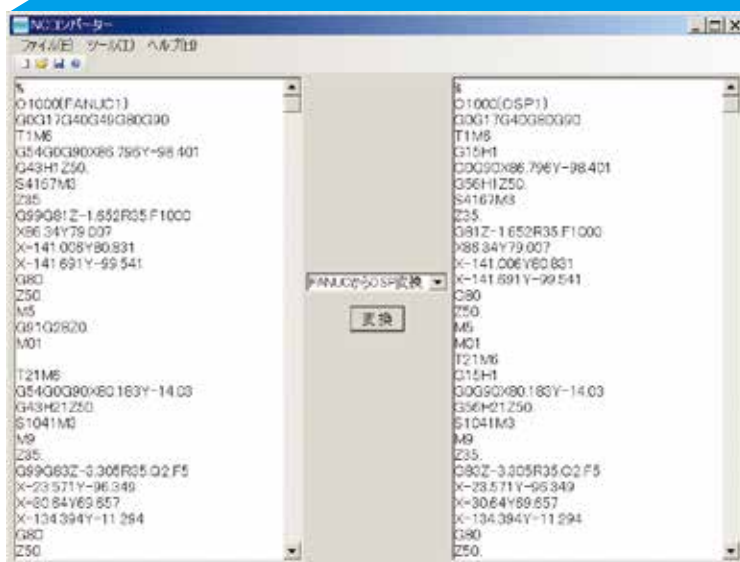 NCコンバーター
ファイル(F) ツール(T) ヘルプ(H)
%
O1000(FANUC1)
G0G17G40G49G80G90
T1M6
G54G0G90X86.796Y-98.401
G43H1Z50.
S4167M3
Z35.
G99G81Z-1.652R35.F1000
X86.34Y79.007
X-141.006Y80.831
X-141.691Y-99.541
G80
Z50.
M5
G91G28Z0.
M01
T21M6
G54G0G90X80.183Y-14.03
G43H21Z50.
S1041M3
M9
Z35.
G99G83Z-3.305R35.Q2.F5
X-23.571Y-96.349
X-30.64Y69.657
X-134.394Y-11.294
G80
Z50.
FANUCからOSP変換
変換
%
O1000(OSP1)
G0G17G40G80G90
T1M6
G15H1
G0G90X86.796Y-98.401
G56H1Z50.
S4167M3
Z35.
G81Z-1.652R35.F1000
X86.34Y79.007
X-141.006Y80.831
X-141.691Y-99.541
G80
Z50.
M5
M01
T21M6
G15H1
G0G90X80.183Y-14.03
G56H21Z50.
S1041M3
M9
Z35.
G83Z-3.305R35.Q2.F5
X-23.571Y-96.349
X-30.64Y69.657
X-134.394Y-11.294
G80
Z50.